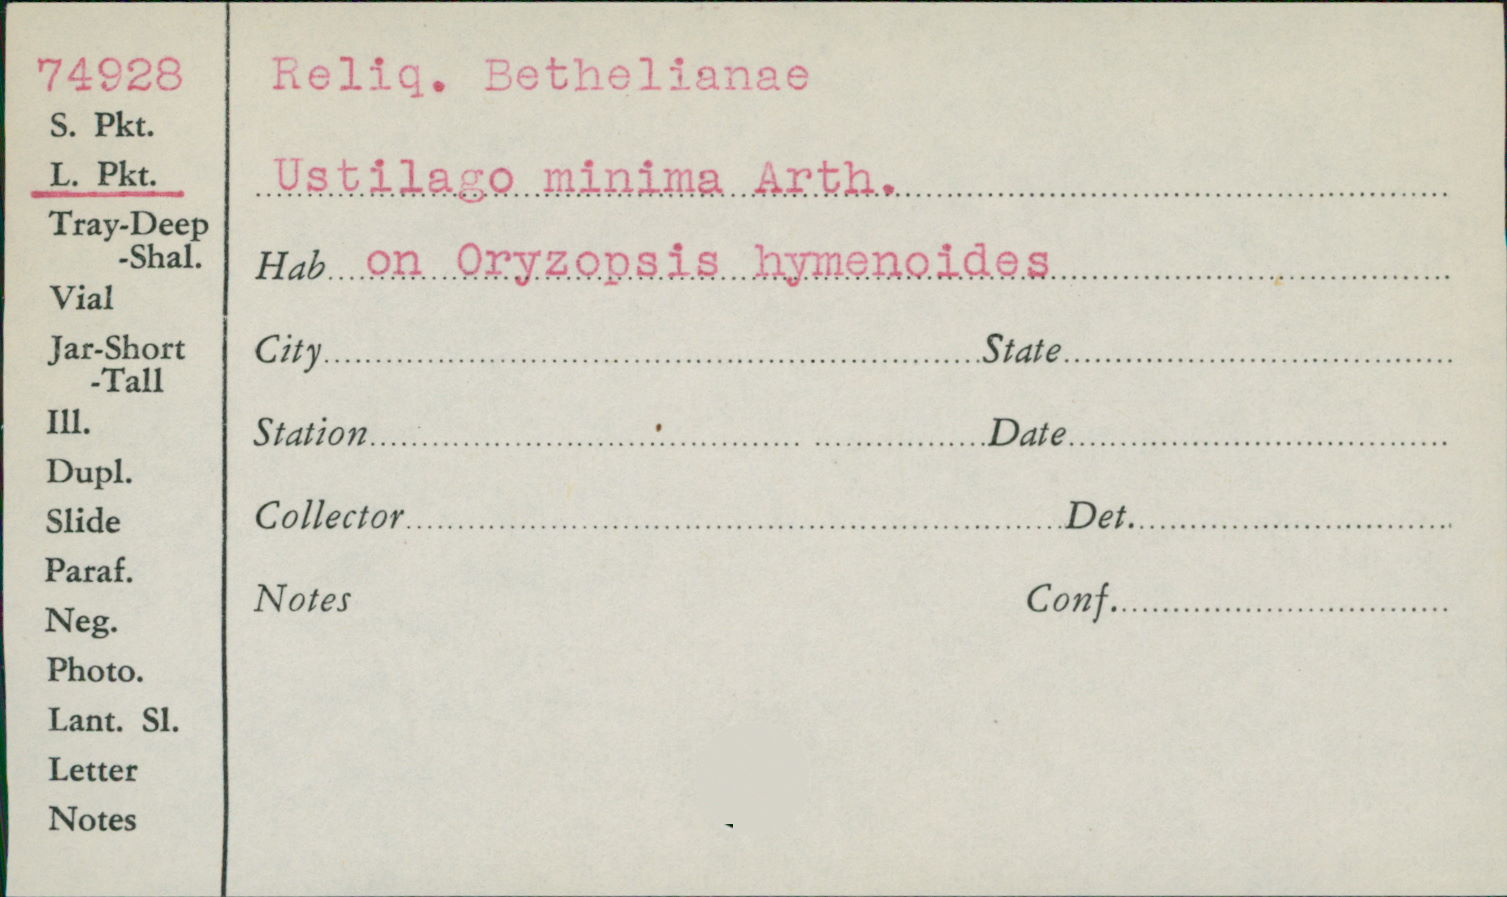 74928
S. Pkt.
L. Pkt.
Tray-Deep
-Shal.
Vial
Jar-Short
-Tall
Ill.
Dupl.
Slide
Paraf.
Neg.
Photo.
Lant. Sl.
Letter
Notes
Reliq. Bethelianae
Ustilago minima Arth.
Hab on Oryzopsis hymenoides
City State
Station Date
Collector Det.
Notes Conf.